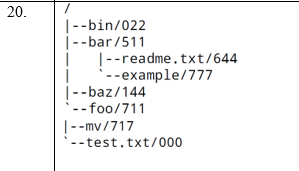 20.
/
|--bin/022
|--bar/511
|   |--readme.txt/644
|   `--example/777
|--baz/144
`--foo/711
|--mv/717
`--test.txt/000